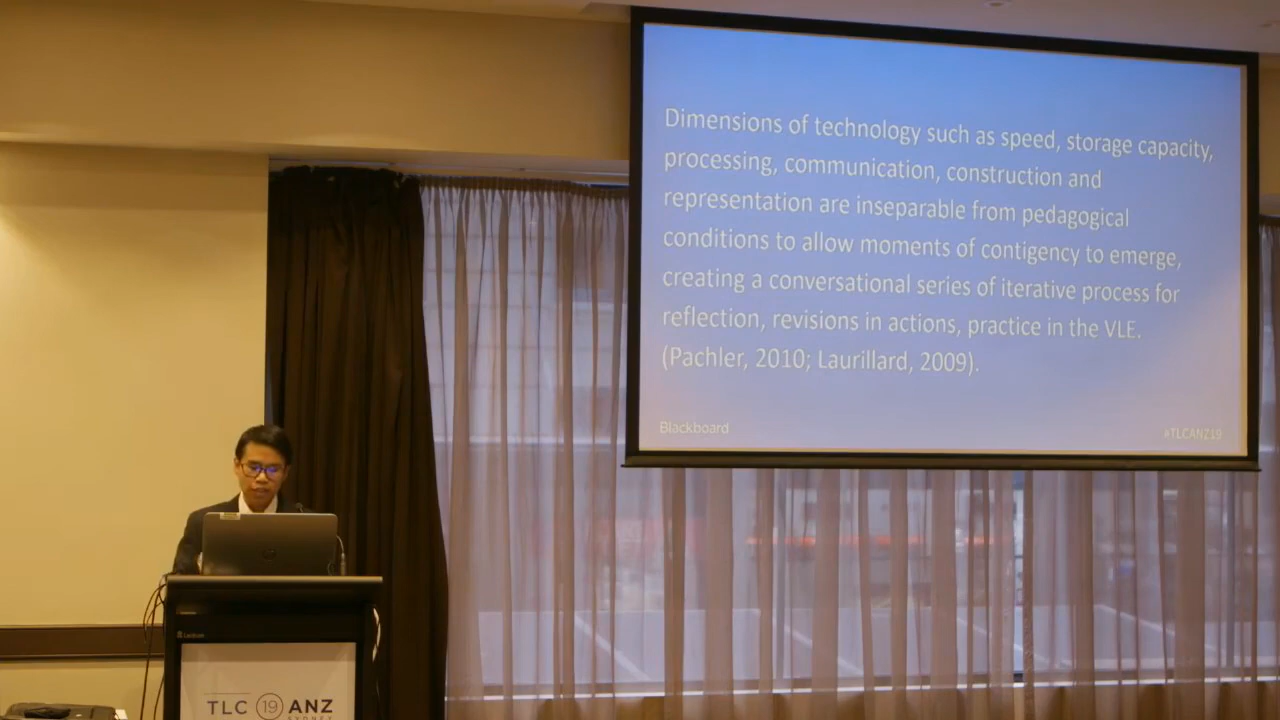 Dimensions of technology such as speed, storage capacity,
processing, communication, construction and
representation are inseparable from pedagogical
conditions to allow moments of contigency to emerge,
creating a conversational series of iterative process for
reflection, revisions in actions, practice in the VLE.
(Pachler, 2010; Laurillard, 2009).
Blackboard
#TLCANZ19
Lectrum
TLC 19 ANZ
SYDNEY